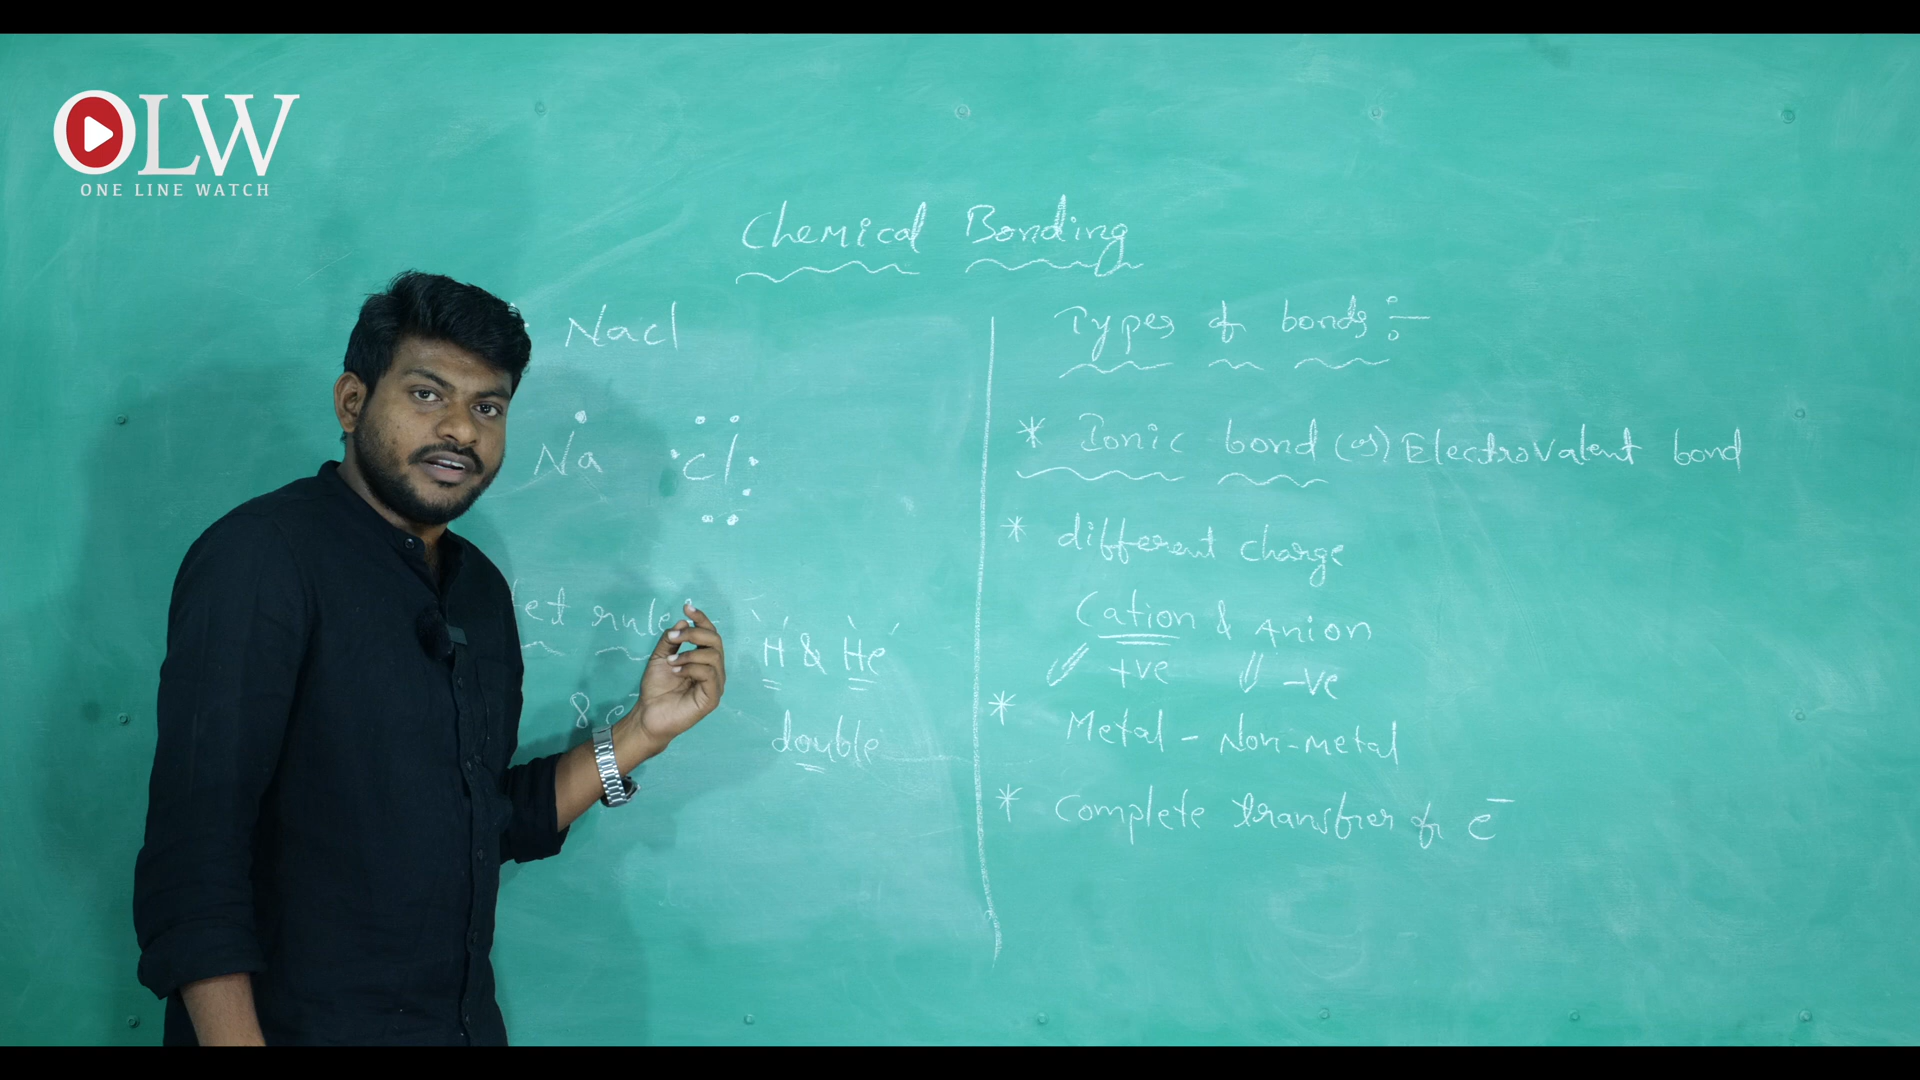 OLW
ONE LINE WATCH
Chemical Bonding
Nacl
Na cl
rule
H & He
8 e
double
Types of bonds:-
* Ionic bond (or) Electrovalent bond
* different charge
Cation & Anion
+ve -ve
* Metal - Non-metal
* Complete transfer of e-